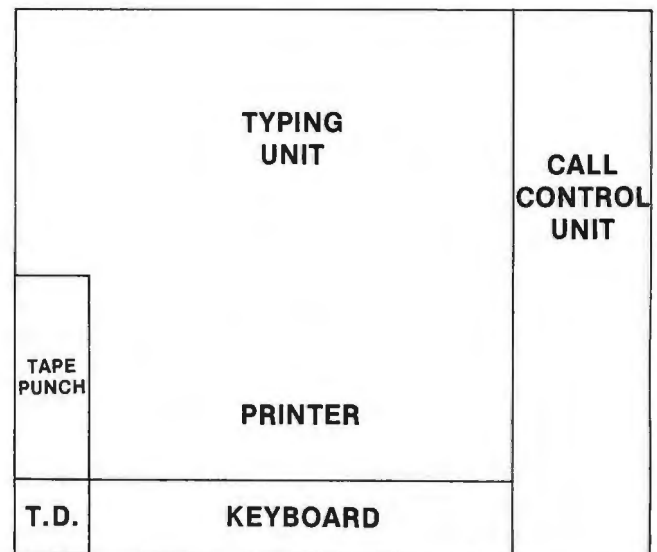 TYPING
UNIT
CALL
CONTROL
UNIT
TAPE
PUNCH
PRINTER
T.D.
KEYBOARD